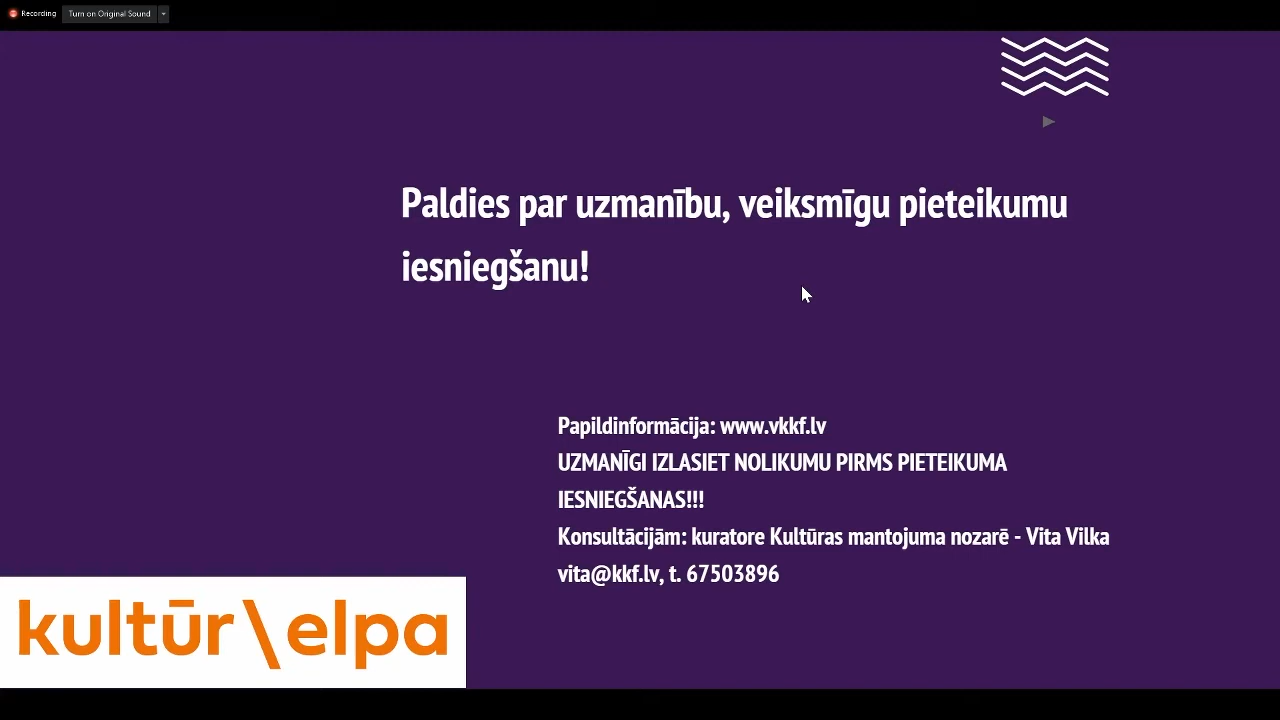 Recording
Turn on Original Sound
Paldies par uzmanību, veiksmīgu pieteikumu
iesniegšanu!
Papildinformācija: www.vkkf.lv
UZMANĪGI IZLASIET NOLIKUMU PIRMS PIETEIKUMA
IESNIEGŠANAS!!!
Konsultācijām: kuratore Kultūras mantojuma nozarē - Vita Vilka
vita@kkf.lv, t. 67503896
kultūr\elpa